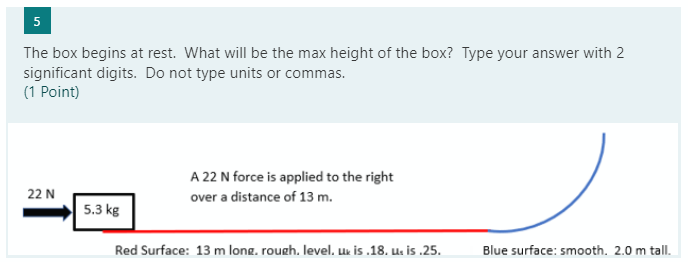 5
The box begins at rest. What will be the max height of the box? Type your answer with 2
significant digits. Do not type units or commas.
(1 Point)
A 22 N force is applied to the right
over a distance of 13 m.
22 N
5.3 kg
Red Surface: 13 m long, rough, level, uₖ is .18, uₛ is .25.
Blue surface: smooth, 2.0 m tall.